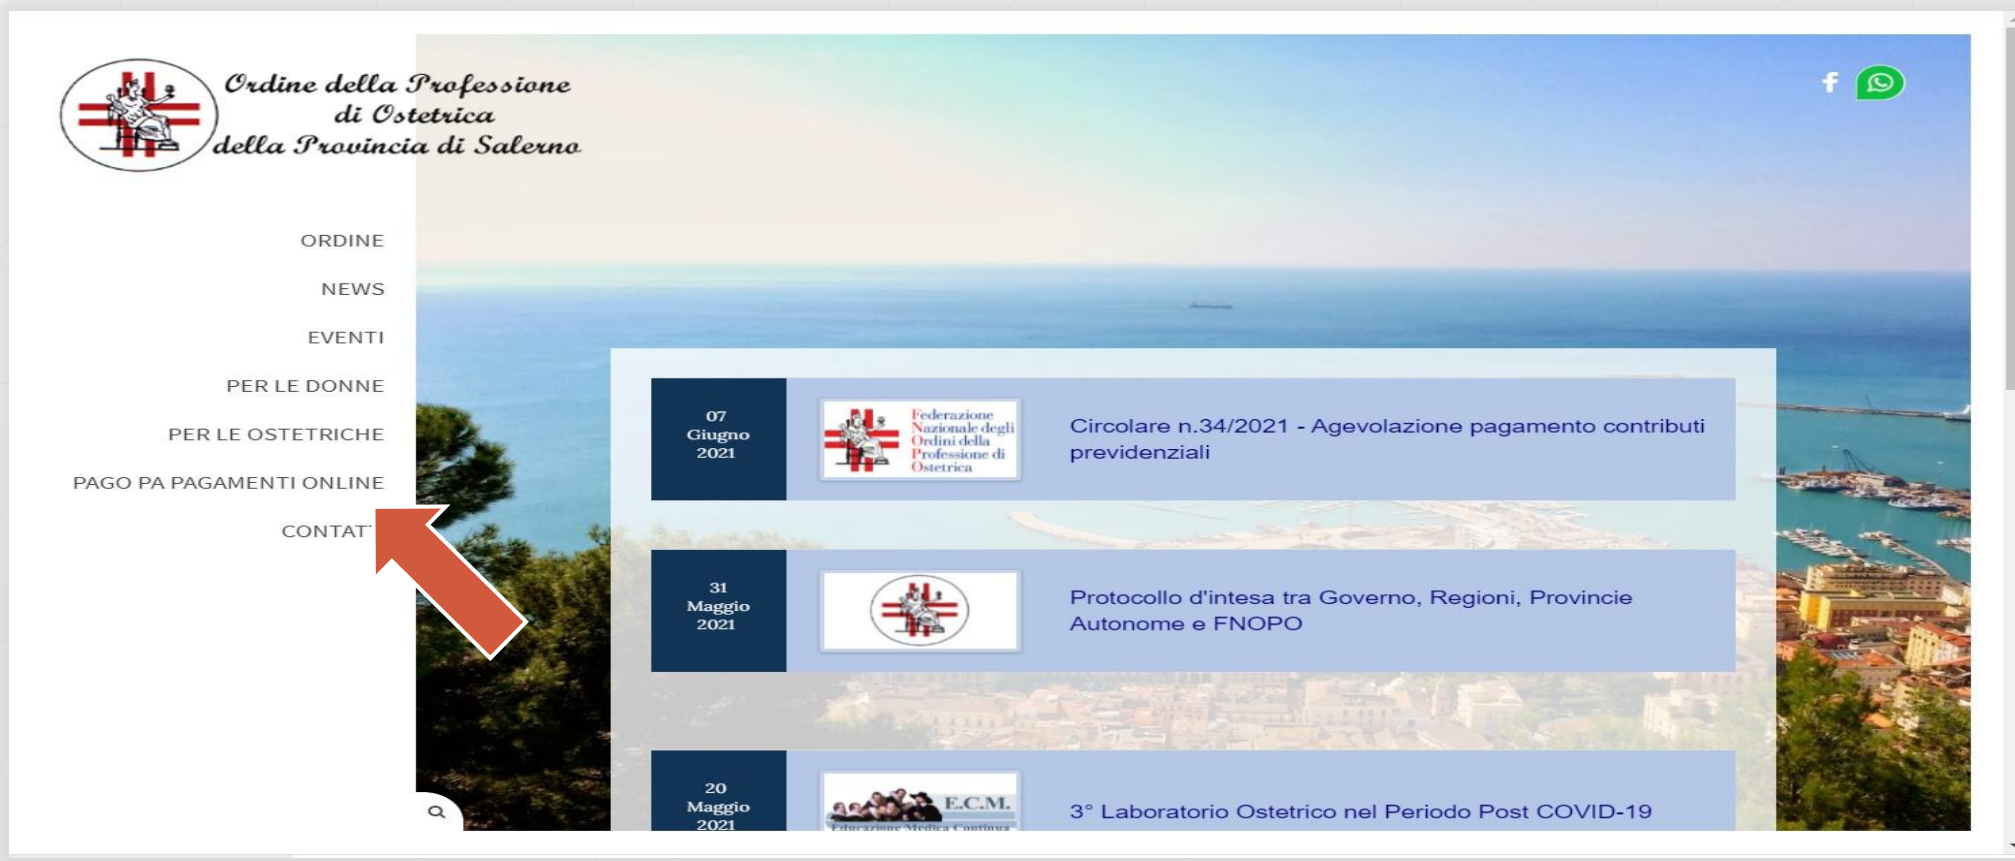 Ordine della Professione
di Ostetrica
della Provincia di Salerno
f
ORDINE
NEWS
EVENTI
PER LE DONNE
PER LE OSTETRICHE
PAGO PA PAGAMENTI ONLINE
07
Giugno
2021
Federazione
Nazionale degli
Ordini della
Professione di
Ostetrica
Circolare n.34/2021 - Agevolazione pagamento contributi
previdenziali
31
Maggio
2021
Protocollo d'intesa tra Governo, Regioni, Provincie
Autonome e FNOPO
20
Maggio
2021
E.C.M.
Educazione Medica Continua
3° Laboratorio Ostetrico nel Periodo Post COVID-19